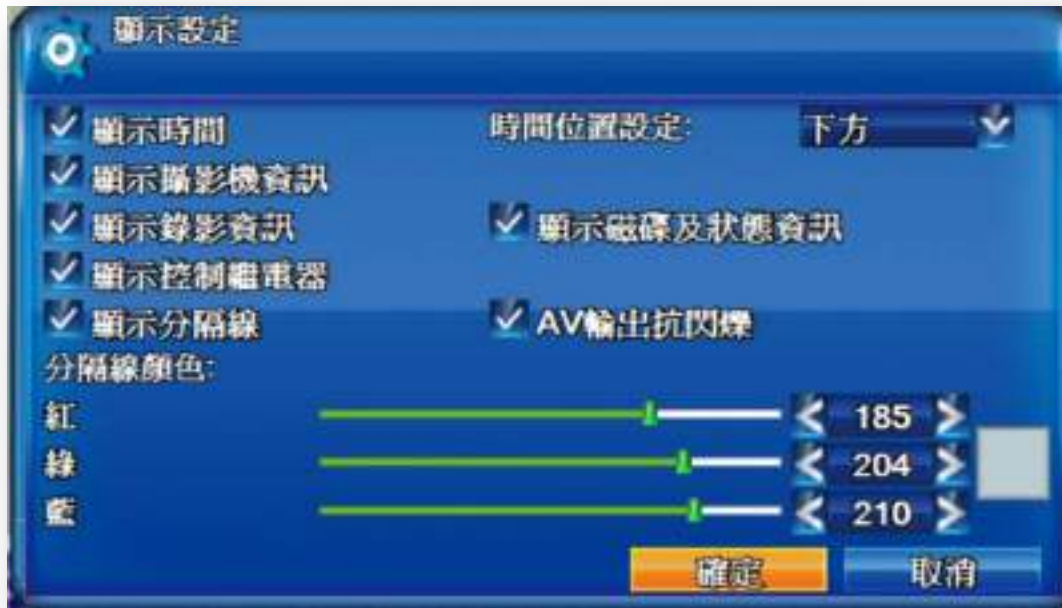 顯示設定
顯示時間 時間位置設定: 下方
顯示攝影機資訊
顯示錄影資訊 顯示磁碟及狀態資訊
顯示控制繼電器
顯示分隔線 AV輸出抗閃爍
分隔線顏色:
紅 185
綠 204
藍 210
確定 取消